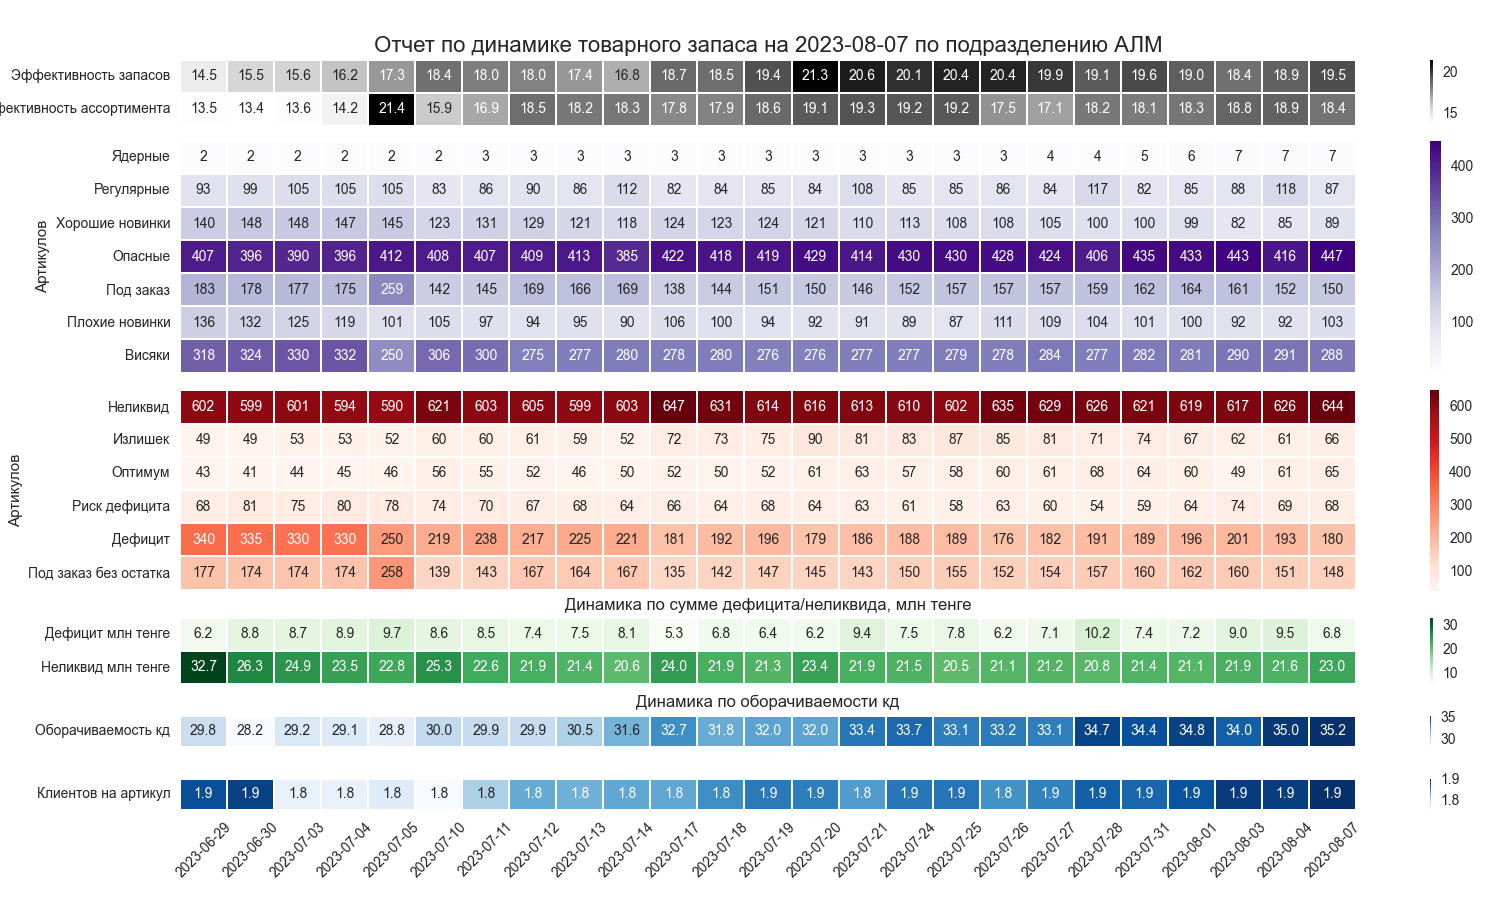 Отчет по динамике товарного запаса на 2023-08-07 по подразделению АЛМ
Эффективность запасов 14.5 15.5 15.6 16.2 17.3 18.4 18.0 18.0 17.4 16.8 18.7 18.5 19.4 21.3 20.6 20.1 20.4 20.4 19.9 19.1 19.6 19.0 18.4 18.9 19.5
фективность ассортимента 13.5 13.4 13.6 14.2 21.4 15.9 16.9 18.5 18.2 18.3 17.8 17.9 18.6 19.1 19.3 19.2 19.2 17.5 17.1 18.2 18.1 18.3 18.8 18.9 18.4
20
15
Артикулов
Ядерные 2 2 2 2 2 2 3 3 3 3 3 3 3 3 3 3 3 3 4 4 5 6 7 7 7
Регулярные 93 99 105 105 105 83 86 90 86 112 82 84 85 84 108 85 85 86 84 117 82 85 88 118 87
Хорошие новинки 140 148 148 147 145 123 131 129 121 118 124 123 124 121 110 113 108 108 105 100 100 99 82 85 89
Опасные 407 396 390 396 412 408 407 409 413 385 422 418 419 429 414 430 430 428 424 406 435 433 443 416 447
Под заказ 183 178 177 175 259 142 145 169 166 169 138 144 151 150 146 152 157 157 157 159 162 164 161 152 150
Плохие новинки 136 132 125 119 101 105 97 94 95 90 106 100 94 92 91 89 87 111 109 104 101 100 92 92 103
Висяки 318 324 330 332 250 306 300 275 277 280 278 280 276 276 277 277 279 278 284 277 282 281 290 291 288
400
300
200
100
Артикулов
Неликвид 602 599 601 594 590 621 603 605 599 603 647 631 614 616 613 610 602 635 629 626 621 619 617 626 644
Излишек 49 49 53 53 52 60 60 61 59 52 72 73 75 90 81 83 87 85 81 71 74 67 62 61 66
Оптимум 43 41 44 45 46 56 55 52 46 50 52 50 52 61 63 57 58 60 61 68 64 60 49 61 65
Риск дефицита 68 81 75 80 78 74 70 67 68 64 66 64 68 64 63 61 58 63 60 54 59 64 74 69 68
Дефицит 340 335 330 330 250 219 238 217 225 221 181 192 196 179 186 188 189 176 182 191 189 196 201 193 180
Под заказ без остатка 177 174 174 174 258 139 143 167 164 167 135 142 147 145 143 150 155 152 154 157 160 162 160 151 148
600
500
400
300
200
100
Динамика по сумме дефицита/неликвида, млн тенге
Дефицит млн тенге 6.2 8.8 8.7 8.9 9.7 8.6 8.5 7.4 7.5 8.1 5.3 6.8 6.4 6.2 9.4 7.5 7.8 6.2 7.1 10.2 7.4 7.2 9.0 9.5 6.8
Неликвид млн тенге 32.7 26.3 24.9 23.5 22.8 25.3 22.6 21.9 21.4 20.6 24.0 21.9 21.3 23.4 21.9 21.5 20.5 21.1 21.2 20.8 21.4 21.1 21.9 21.6 23.0
30
20
10
Динамика по оборачиваемости кд
Оборачиваемость кд 29.8 28.2 29.2 29.1 28.8 30.0 29.9 29.9 30.5 31.6 32.7 31.8 32.0 32.0 33.4 33.7 33.1 33.2 33.1 34.7 34.4 34.8 34.0 35.0 35.2
35
30
Клиентов на артикул 1.9 1.9 1.8 1.8 1.8 1.8 1.8 1.8 1.8 1.8 1.8 1.8 1.9 1.9 1.8 1.9 1.9 1.8 1.9 1.9 1.9 1.9 1.9 1.9 1.9
1.9
1.8
2023-06-29 2023-06-30 2023-07-03 2023-07-04 2023-07-05 2023-07-10 2023-07-11 2023-07-12 2023-07-13 2023-07-14 2023-07-17 2023-07-18 2023-07-19 2023-07-20 2023-07-21 2023-07-24 2023-07-25 2023-07-26 2023-07-27 2023-07-28 2023-07-31 2023-08-01 2023-08-03 2023-08-04 2023-08-07